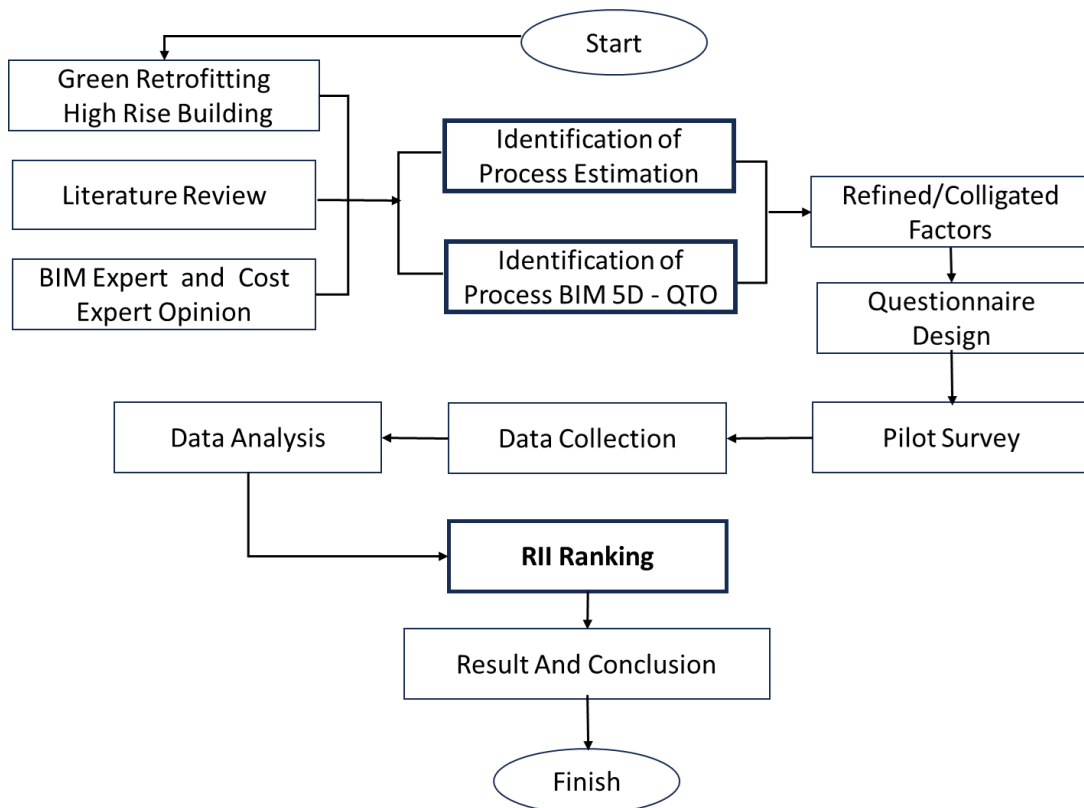 Start
Green Retrofitting
High Rise Building
Literature Review
BIM Expert and Cost
Expert Opinion
Identification of
Process Estimation
Identification of
Process BIM 5D - QTO
Refined/Colligated
Factors
Questionnaire
Design
Pilot Survey
Data Collection
Data Analysis
RII Ranking
Result And Conclusion
Finish